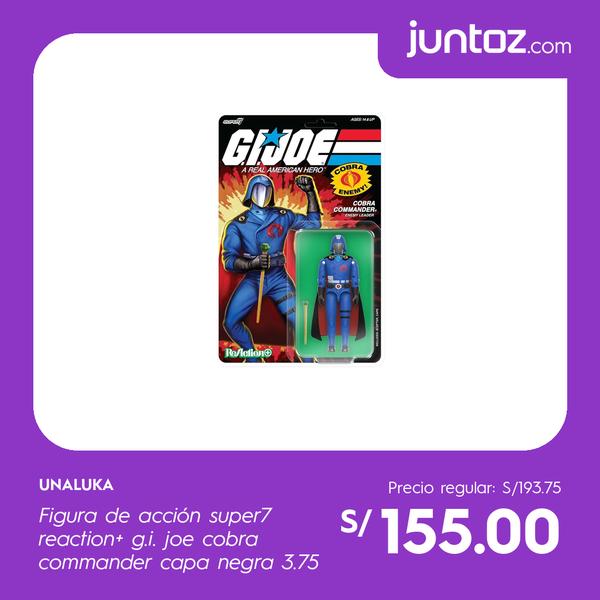 juntoz.com
SUPER7
AGES 14 & UP
G.I. JOE
A REAL AMERICAN HERO
COBRA
ENEMY!
COBRA
COMMANDER
ENEMY LEADER
ReAction+
UNALUKA
Precio regular: S/193.75
Figura de acción super7
reaction+ g.i. joe cobra
commander capa negra 3.75
S/155.00